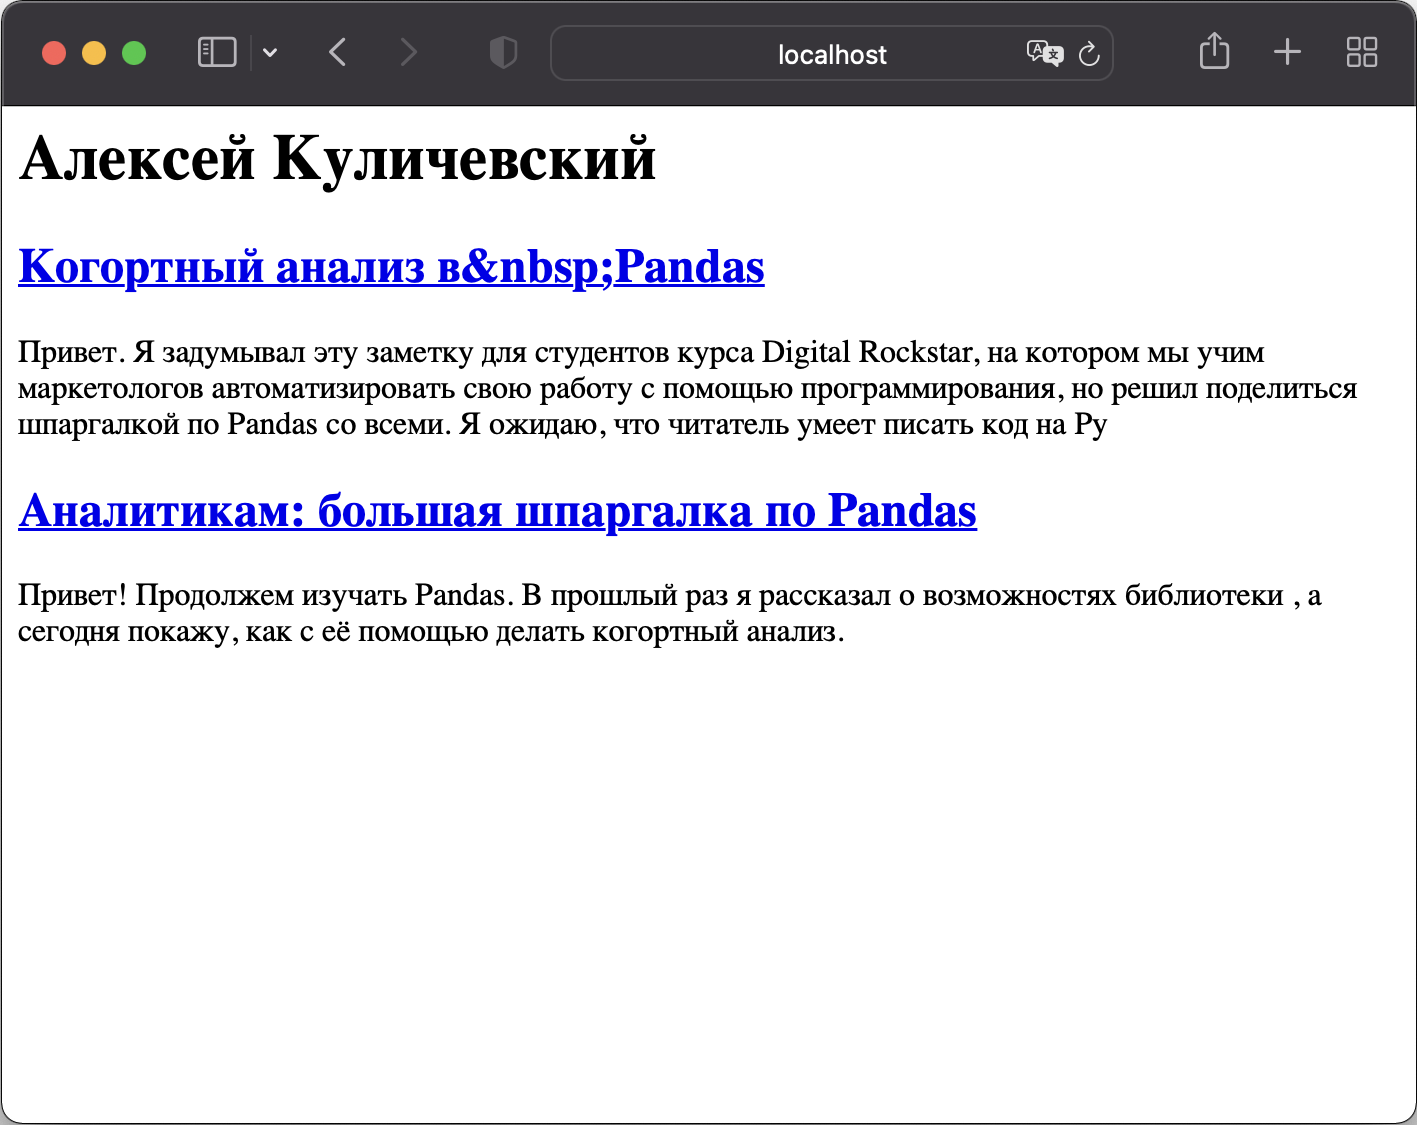 localhost
Алексей Куличевский
Когортный анализ в&nbsp;Pandas
Привет. Я задумывал эту заметку для студентов курса Digital Rockstar, на котором мы учим
маркетологов автоматизировать свою работу с помощью программирования, но решил поделиться
шпаргалкой по Pandas со всеми. Я ожидаю, что читатель умеет писать код на Py
Аналитикам: большая шпаргалка по Pandas
Привет! Продолжем изучать Pandas. В прошлый раз я рассказал о возможностях библиотеки , а
сегодня покажу, как с её помощью делать когортный анализ.